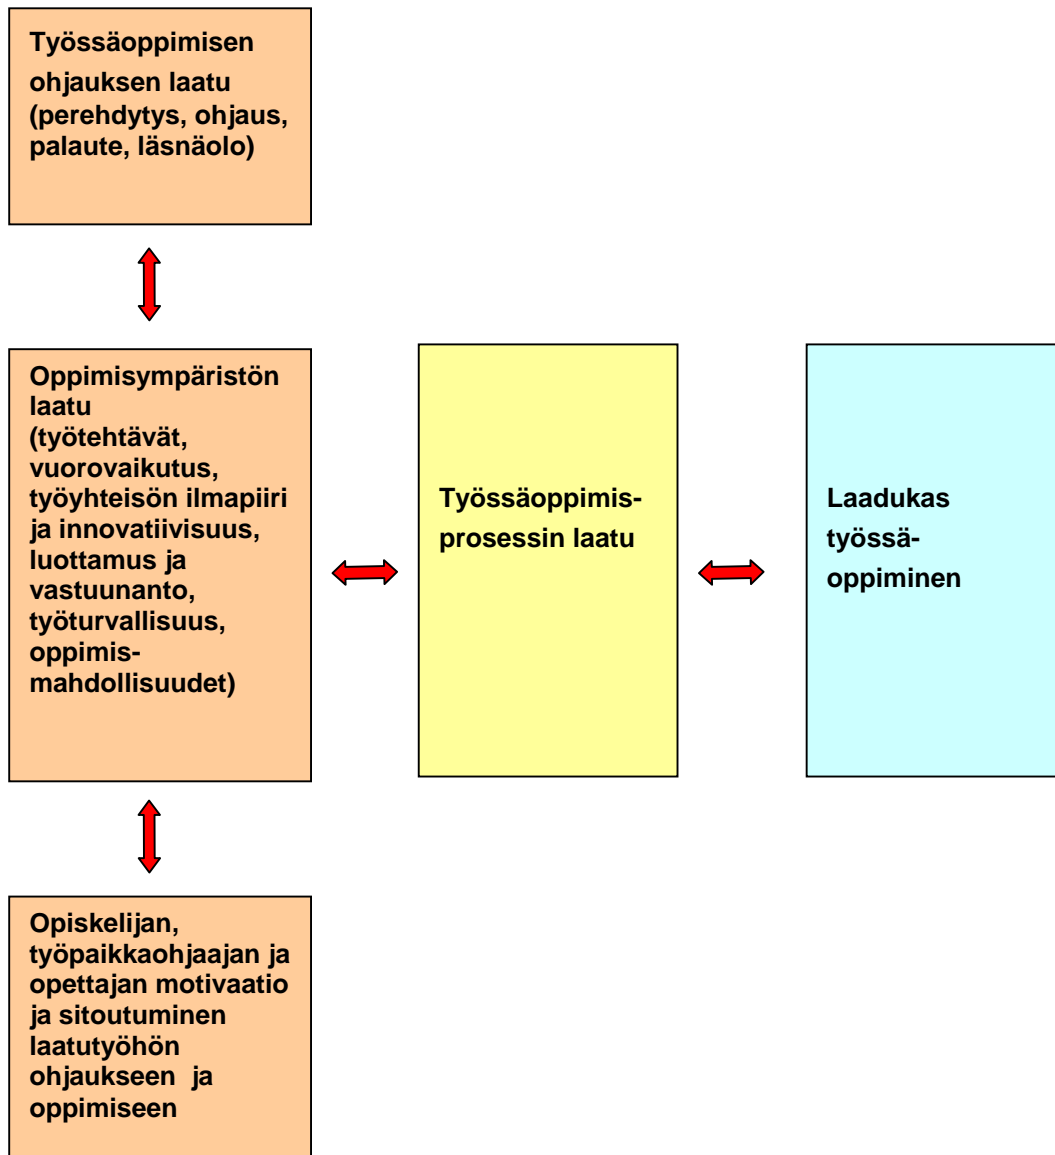 Työssäoppimisen
ohjauksen laatu
(perehdytys, ohjaus,
palaute, läsnäolo)
Oppimisympäristön
laatu
(työtehtävät,
vuorovaikutus,
työyhteisön ilmapiiri
ja innovatiivisuus,
luottamus ja
vastuunanto,
työturvallisuus,
oppimis-
mahdollisuudet)
Työssäoppimis-
prosessin laatu
Laadukas
työssä-
oppiminen
Opiskelijan,
työpaikkaohjaajan ja
opettajan motivaatio
ja sitoutuminen
laatutyöhön
ohjaukseen ja
oppimiseen